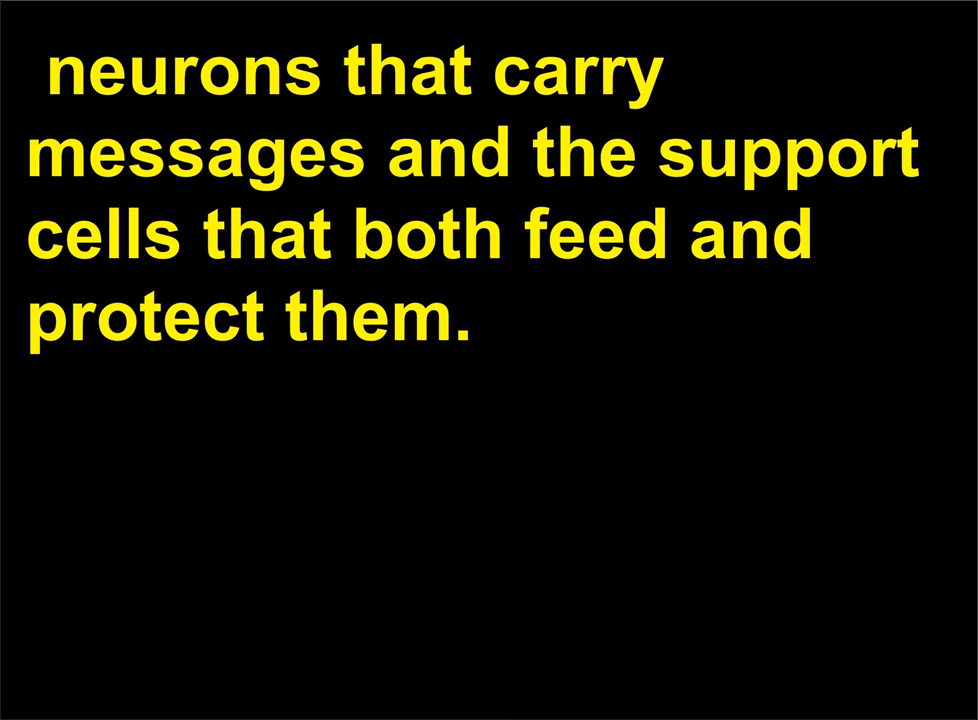 neurons that carry
messages and the support
cells that both feed and
protect them.